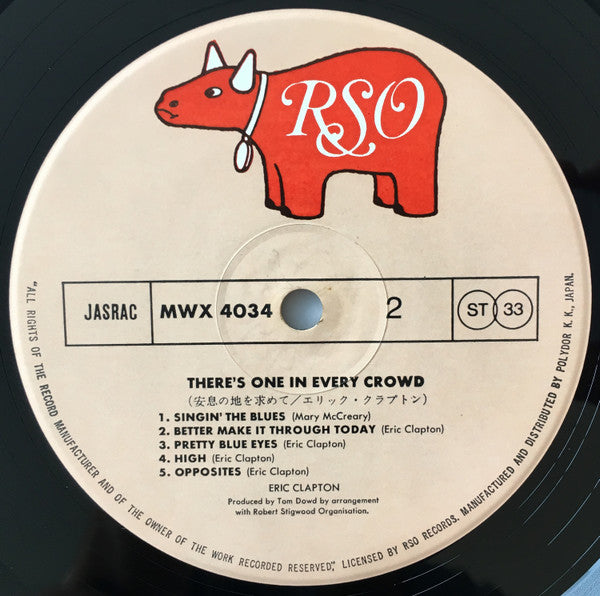 RSO
JASRAC MWX 4034 2 ST 33
THERE'S ONE IN EVERY CROWD
(安息の地を求めて/エリック・クラプトン)
1. SINGIN' THE BLUES (Mary McCreary)
2. BETTER MAKE IT THROUGH TODAY (Eric Clapton)
3. PRETTY BLUE EYES (Eric Clapton)
4. HIGH (Eric Clapton)
5. OPPOSITES (Eric Clapton)
ERIC CLAPTON
Produced by Tom Dowd by arrangement
with Robert Stigwood Organisation.
"ALL RIGHTS OF THE RECORD MANUFACTURER AND OF THE OWNER OF THE WORK RECORDED RESERVED", LICENSED BY RSO RECORDS. MANUFACTURED AND DISTRIBUTED BY POLYDOR K. K., JAPAN.